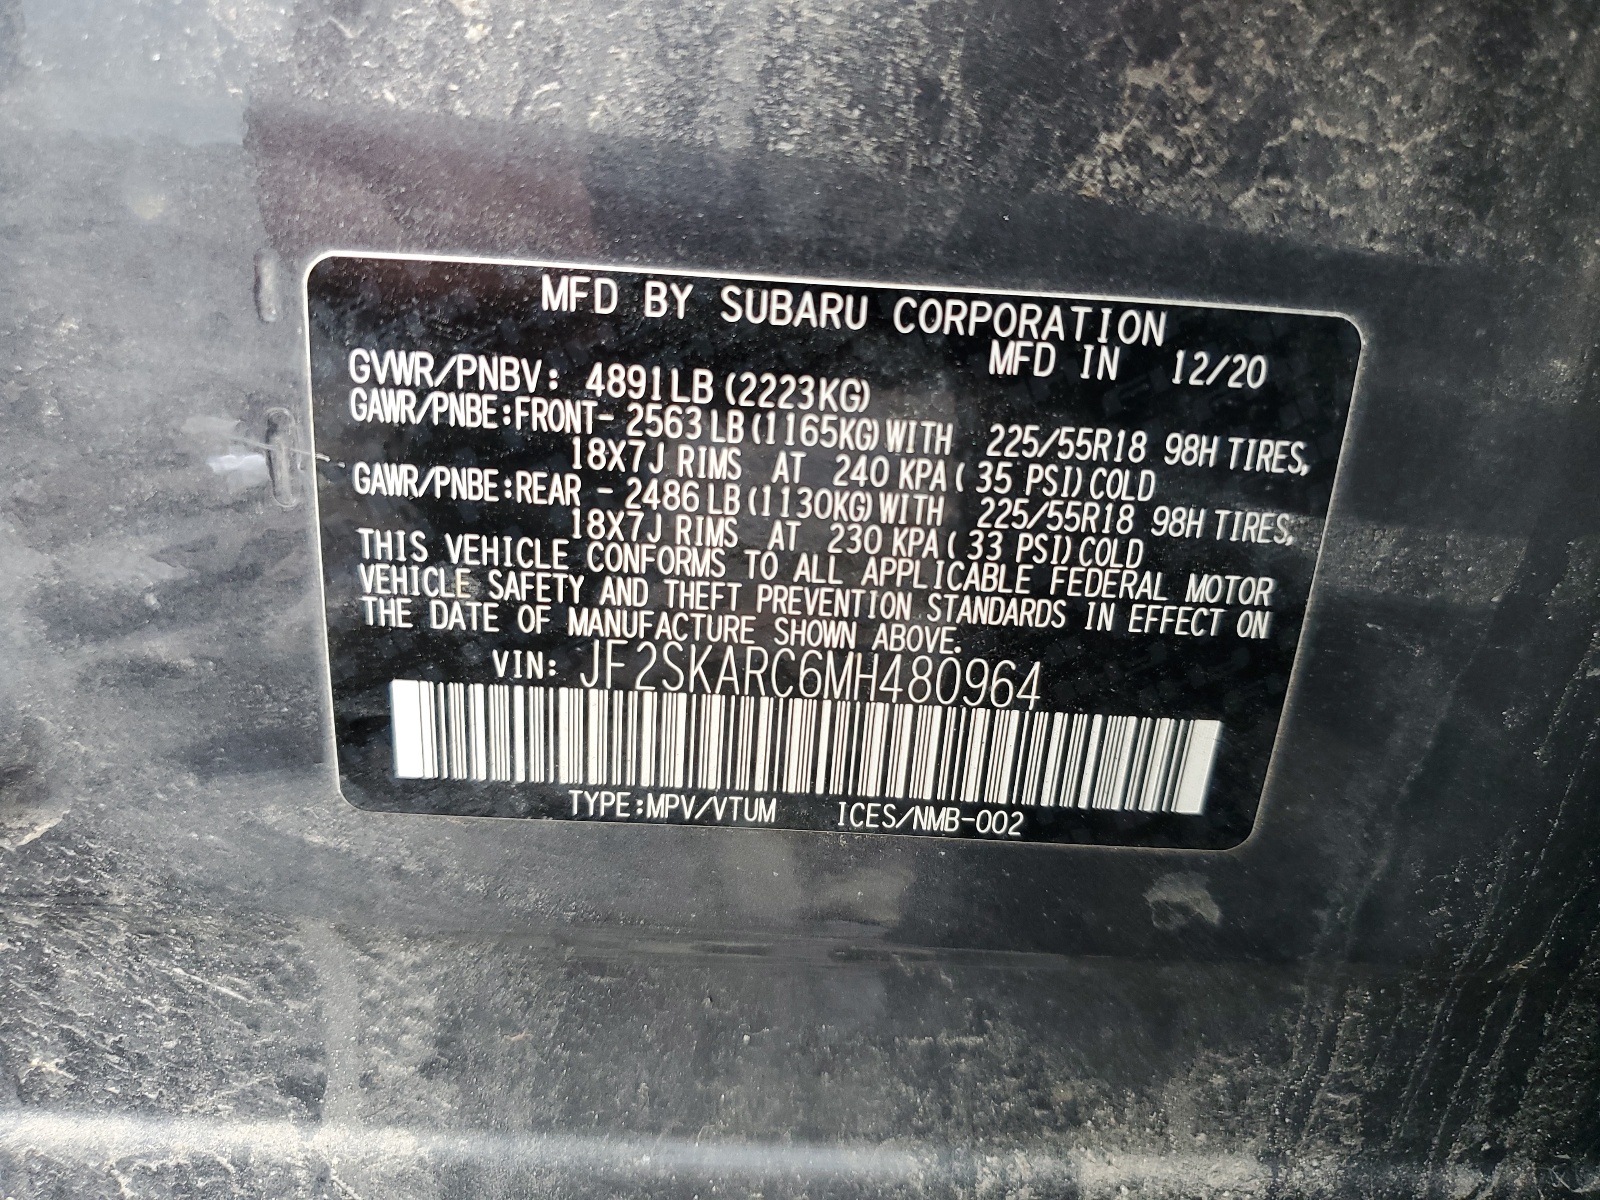 MFD BY SUBARU CORPORATION
MFD IN 12/20
GVWR/PNBV: 4891LB(2223KG)
GAWR/PNBE:FRONT- 2563LB(1165KG)WITH 225/55R18 98H TIRES,
18X7J RIMS AT 240 KPA( 35 PSI)COLD
GAWR/PNBE:REAR - 2486LB(1130KG)WITH 225/55R18 98H TIRES,
18X7J RIMS AT 230 KPA( 33 PSI)COLD
THIS VEHICLE CONFORMS TO ALL APPLICABLE FEDERAL MOTOR
VEHICLE SAFETY AND THEFT PREVENTION STANDARDS IN EFFECT ON
THE DATE OF MANUFACTURE SHOWN ABOVE.
VIN: JF2SKARC6MH480964
TYPE:MPV/VTUM ICES/NMB-002